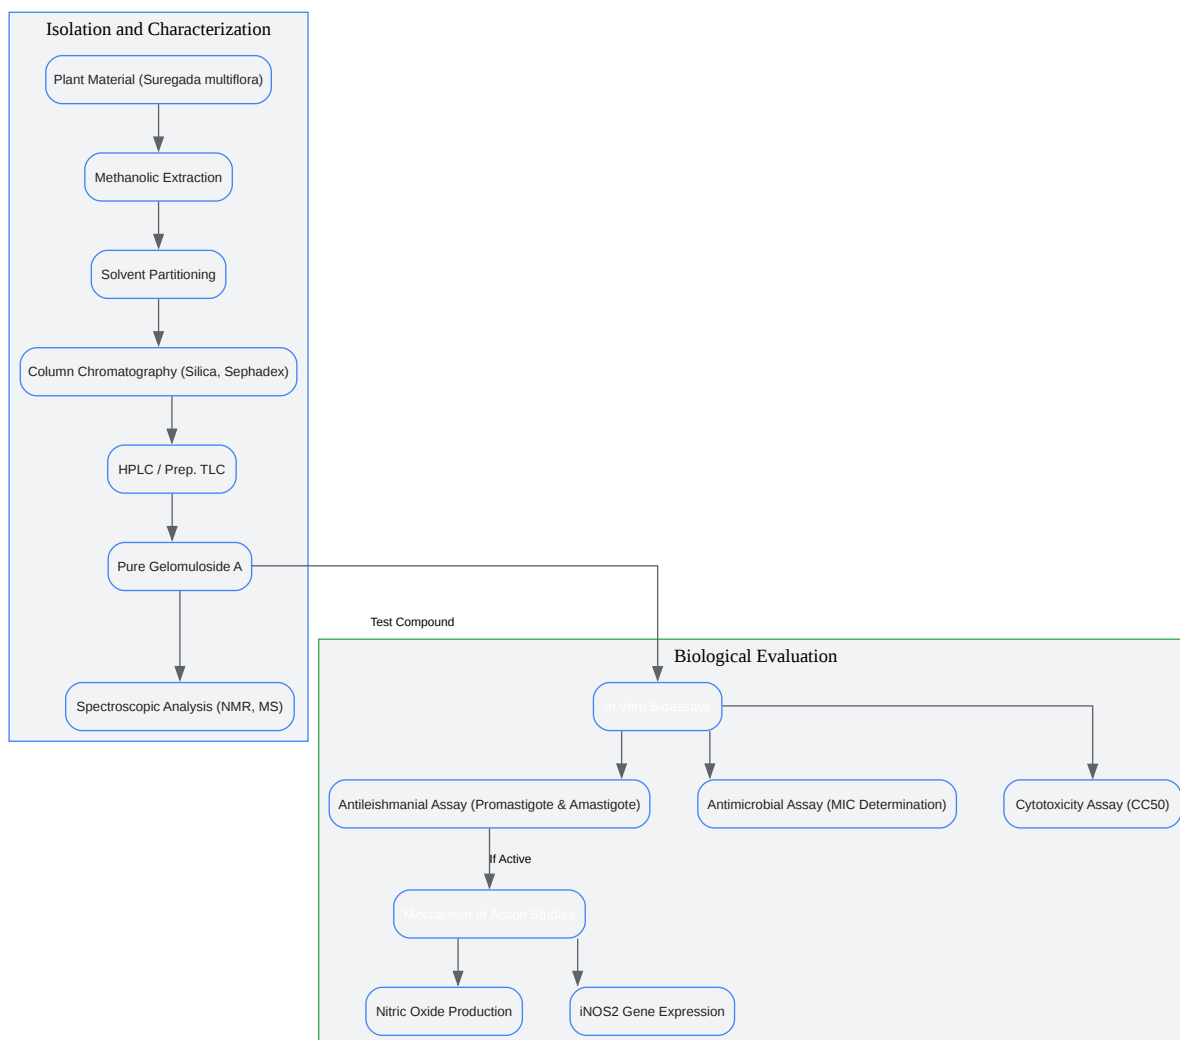 Isolation and Characterization
Plant Material (Suregada multiflora)
Methanolic Extraction
Solvent Partitioning
Column Chromatography (Silica, Sephadex)
HPLC / Prep. TLC
Pure Gelomuloside A
Spectroscopic Analysis (NMR, MS)
Test Compound
Biological Evaluation
In Vitro Bioassays
Antileishmanial Assay (Promastigote & Amastigote)
Antimicrobial Assay (MIC Determination)
Cytotoxicity Assay (CC50)
If Active
Mechanism of Action Studies
Nitric Oxide Production
iNOS2 Gene Expression